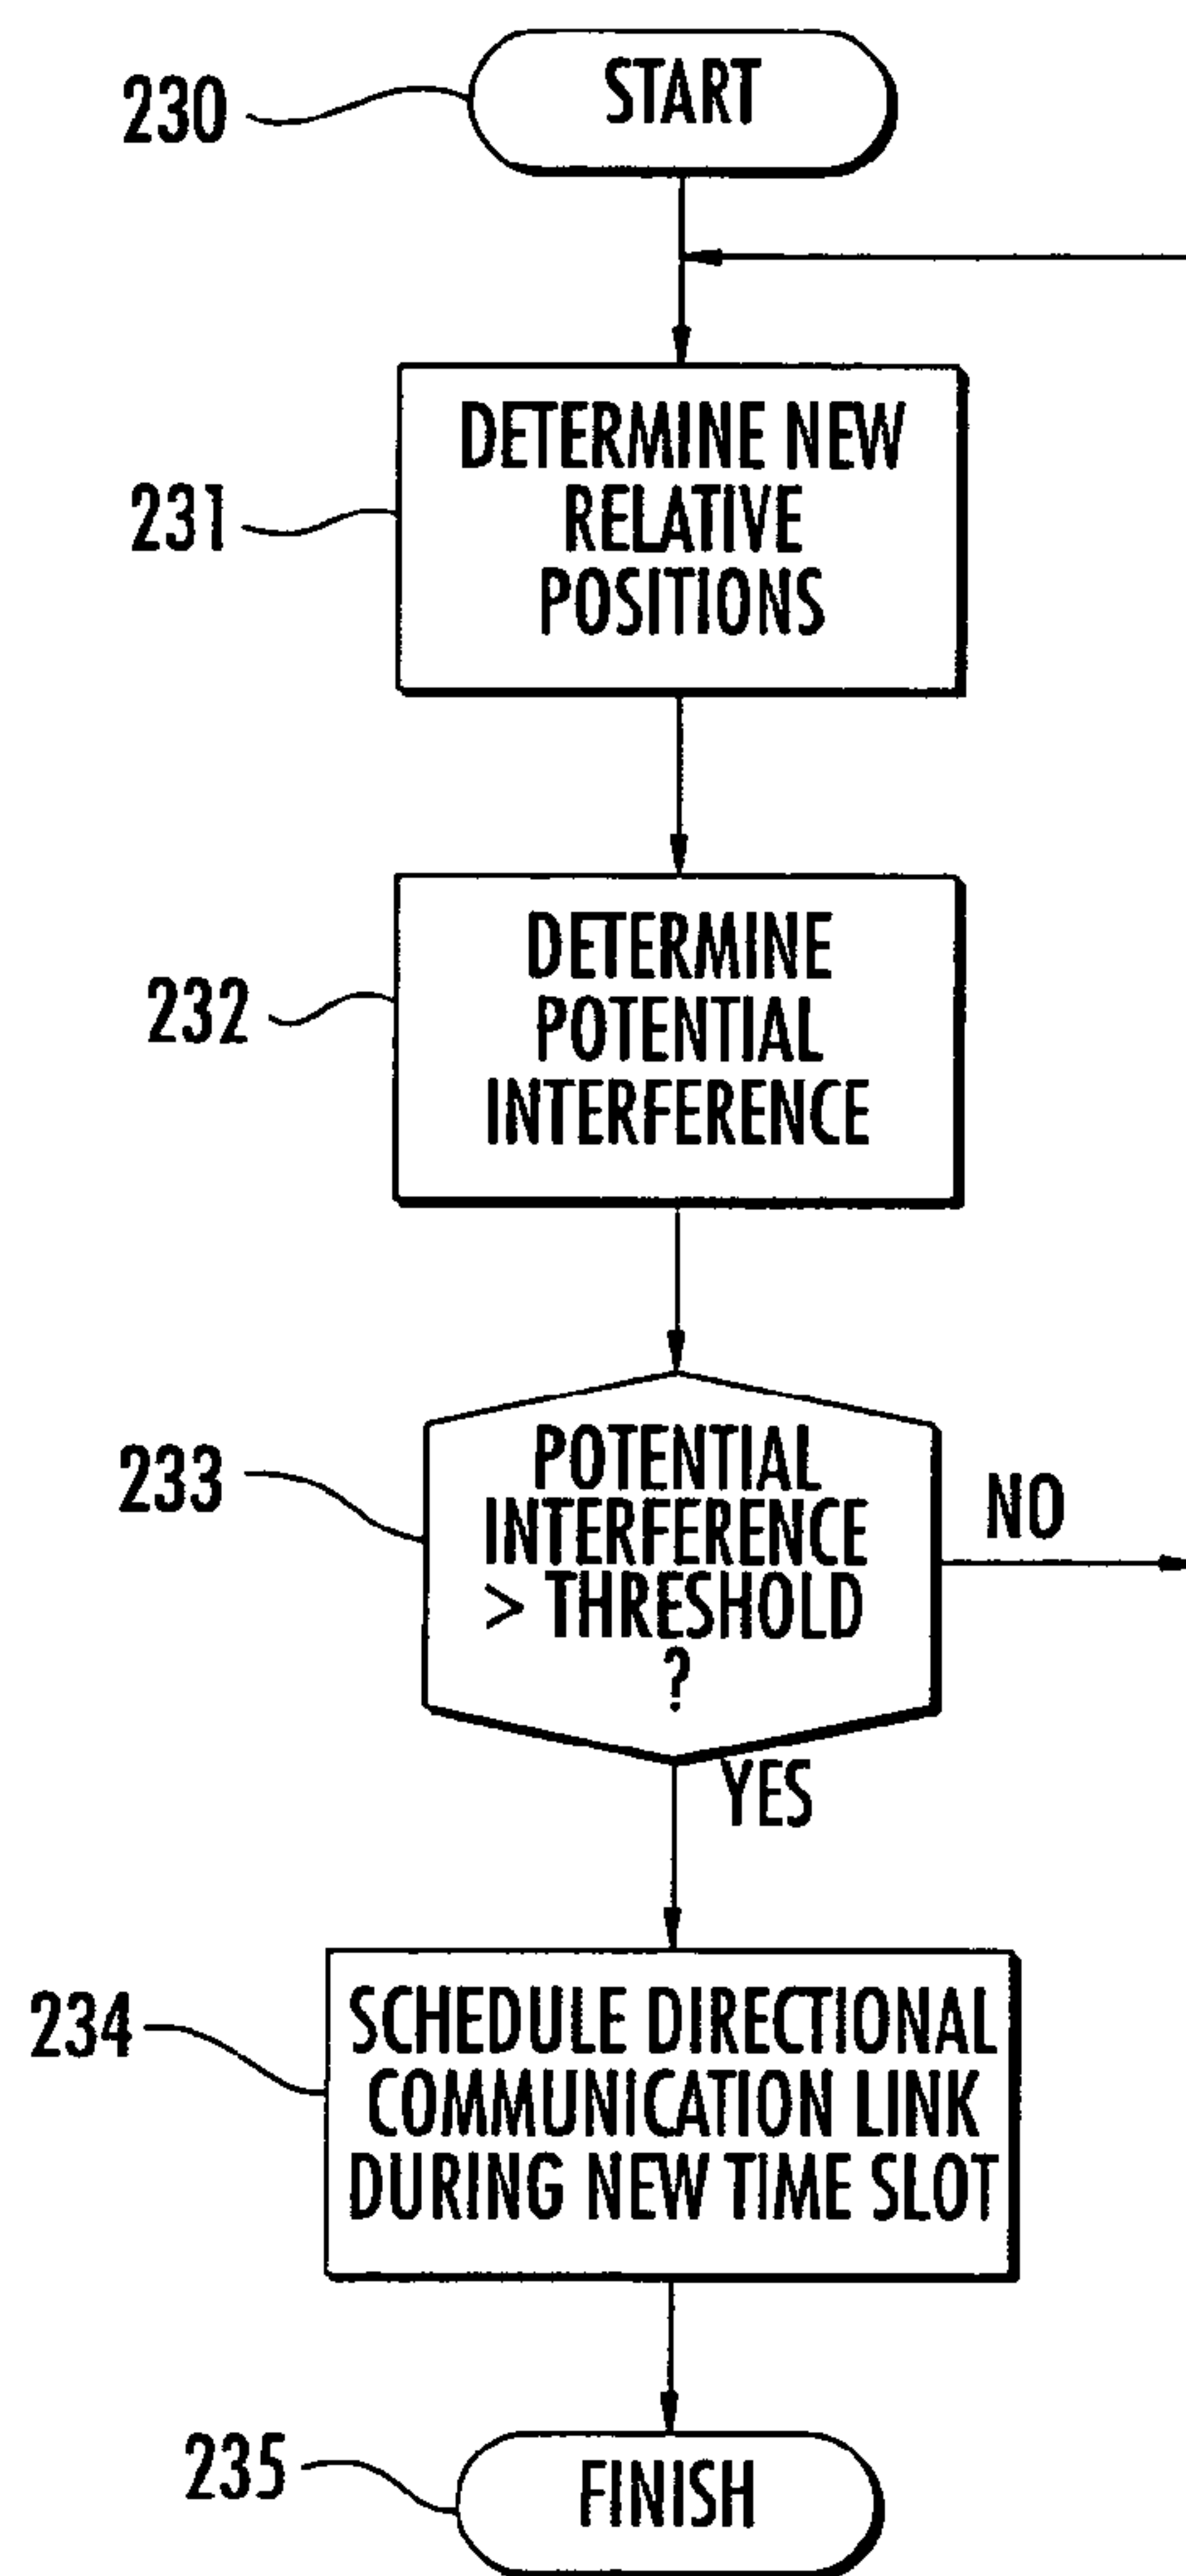 230
START
231
DETERMINE NEW
RELATIVE
POSITIONS
232
DETERMINE
POTENTIAL
INTERFERENCE
233
POTENTIAL
INTERFERENCE
> THRESHOLD
?
NO
YES
234
SCHEDULE DIRECTIONAL
COMMUNICATION LINK
DURING NEW TIME SLOT
235
FINISH